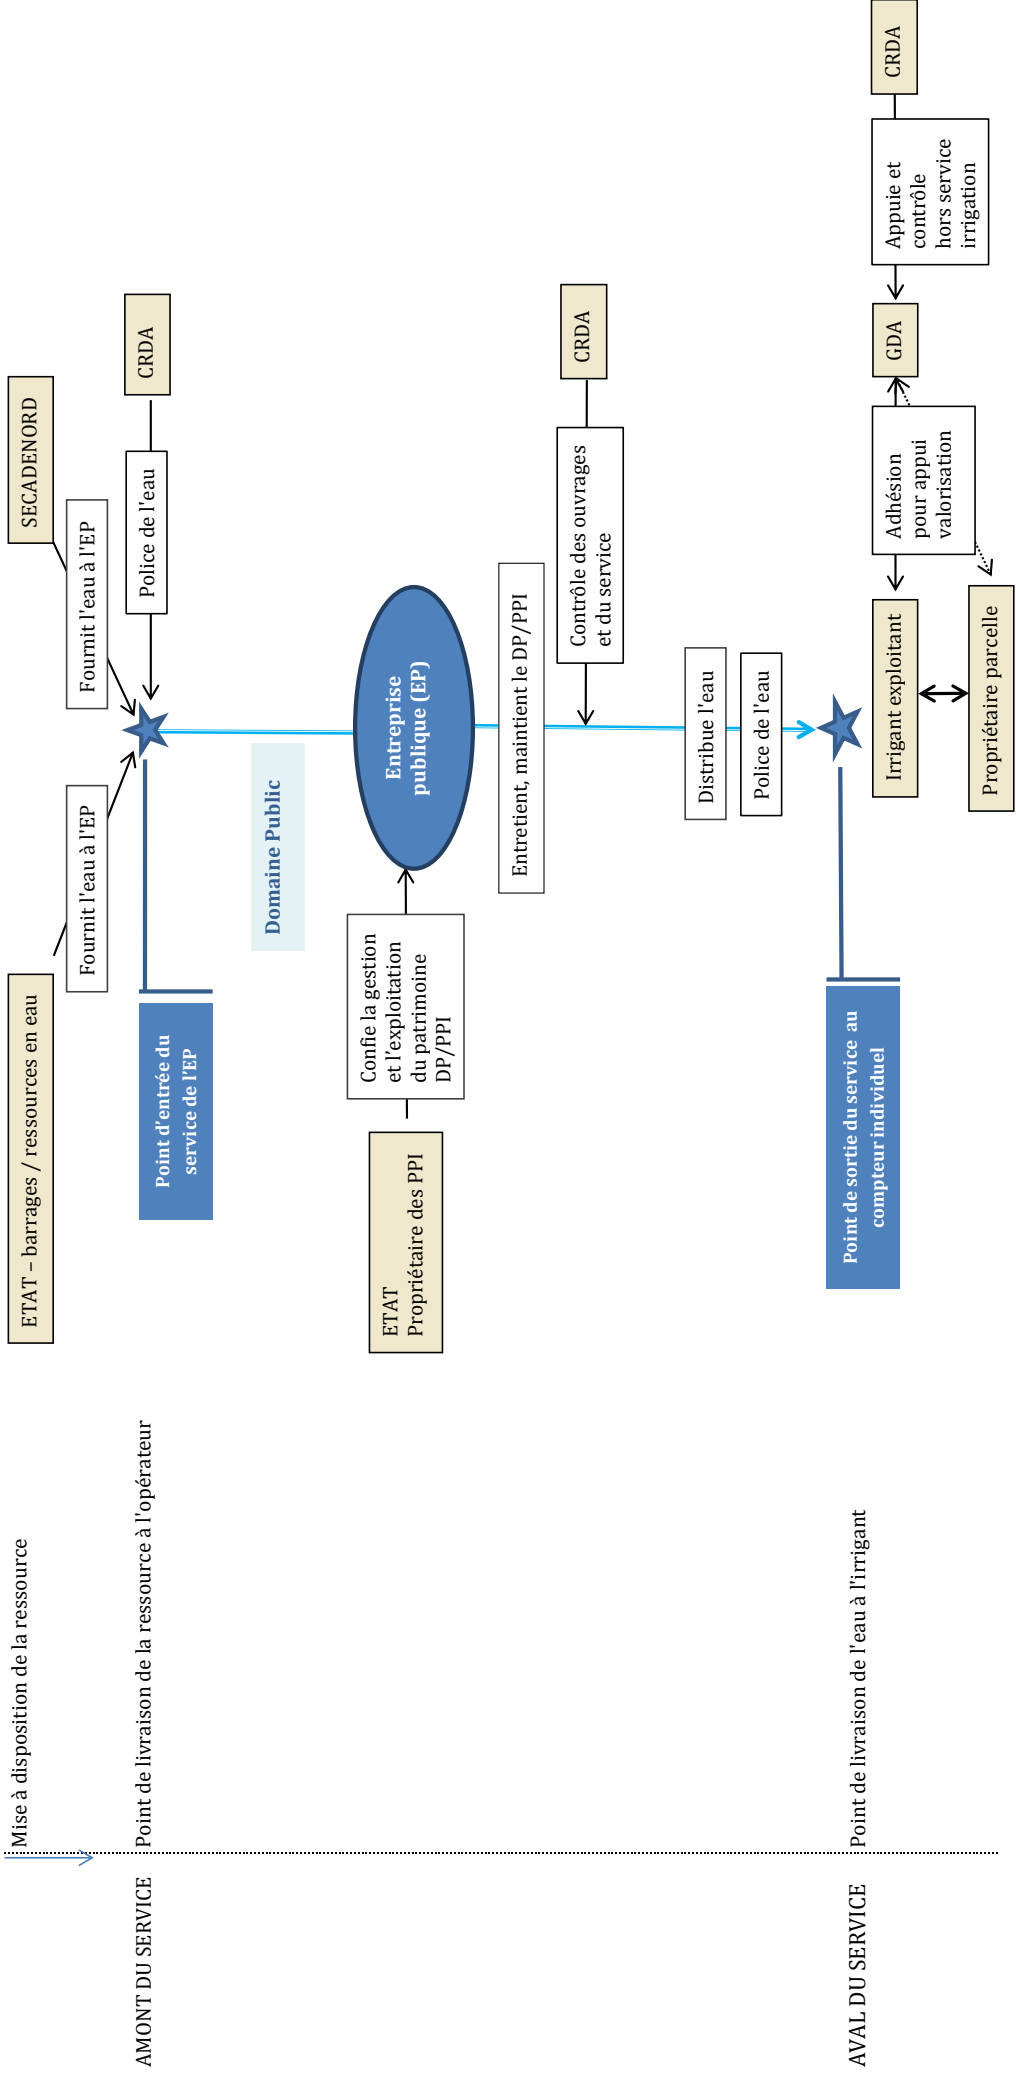 Mise à disposition de la ressource
ETAT – barrages / ressources en eau
SECADENORD
Fournit l'eau à l'EP
Fournit l'eau à l'EP
AMONT DU SERVICE
Point de livraison de la ressource à l'opérateur
Point d'entrée du
service de l'EP
Police de l'eau
CRDA
Domaine Public
ETAT
Propriétaire des PPI
Confie la gestion
et l'exploitation
du patrimoine
DP/PPI
Entreprise
publique (EP)
Entretient, maintient le DP/PPI
Contrôle des ouvrages
et du service
CRDA
Distribue l'eau
Police de l'eau
AVAL DU SERVICE
Point de livraison de l'eau à l'irrigant
Point de sortie du service au
compteur individuel
Irrigant exploitant
Adhésion
pour appui
valorisation
GDA
Appuie et
contrôle
hors service
irrigation
CRDA
Propriétaire parcelle